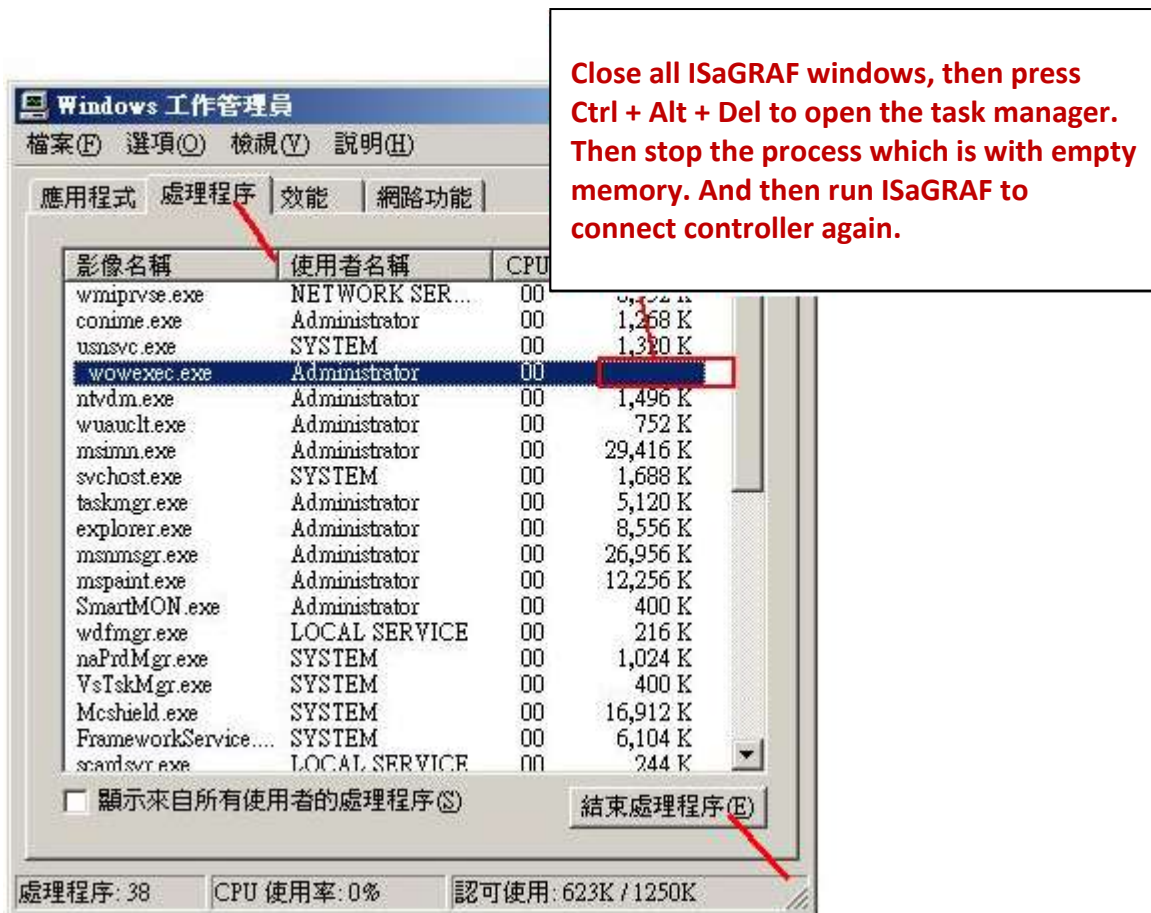 Close all ISaGRAF windows, then press
Ctrl + Alt + Del to open the task manager.
Then stop the process which is with empty
memory. And then run ISaGRAF to
connect controller again.
Windows 工作管理員
檔案(F) 選項(O) 檢視(V) 說明(H)
應用程式 處理程序 效能 網路功能
影像名稱 使用者名稱 CPU
wmiprvse.exe NETWORK SER... 00
conime.exe Administrator 00 1,268 K
usnsvc.exe SYSTEM 00 1,320 K
wowexec.exe Administrator 00
ntvdm.exe Administrator 00 1,496 K
wuauclt.exe Administrator 00 752 K
msimn.exe Administrator 00 29,416 K
svchost.exe SYSTEM 00 1,688 K
taskmgr.exe Administrator 00 5,120 K
explorer.exe Administrator 00 8,556 K
msnmsgr.exe Administrator 00 26,956 K
mspaint.exe Administrator 00 12,256 K
SmartMON.exe Administrator 00 400 K
wdfmgr.exe LOCAL SERVICE 00 216 K
naPrdMgr.exe SYSTEM 00 1,024 K
VsTskMgr.exe SYSTEM 00 400 K
Mcshield.exe SYSTEM 00 16,912 K
FrameworkService.... SYSTEM 00 6,104 K
scardsvr.exe LOCAL SERVICE 00 244 K
顯示來自所有使用者的處理程序(S) 結束處理程序(E)
處理程序: 38 CPU 使用率: 0% 認可使用: 623K / 1250K